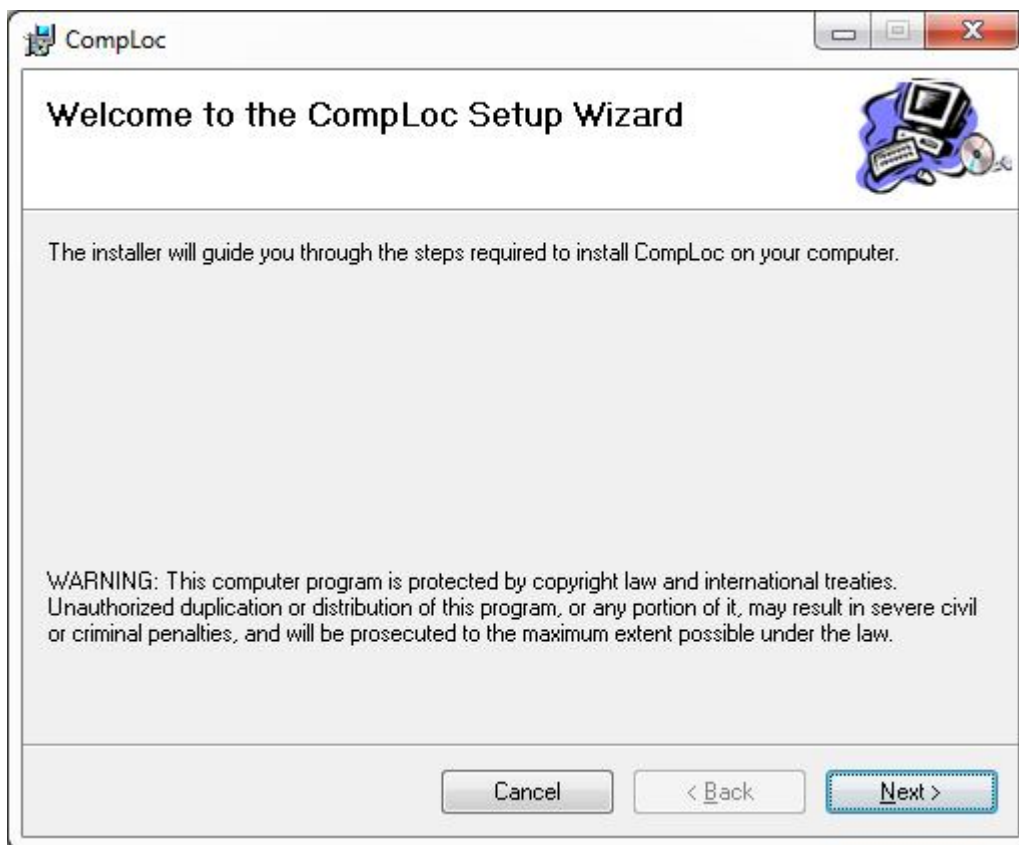 CompLoc
Welcome to the CompLoc Setup Wizard
The installer will guide you through the steps required to install CompLoc on your computer.
WARNING: This computer program is protected by copyright law and international treaties.
Unauthorized duplication or distribution of this program, or any portion of it, may result in severe civil
or criminal penalties, and will be prosecuted to the maximum extent possible under the law.
Cancel
< Back
Next >